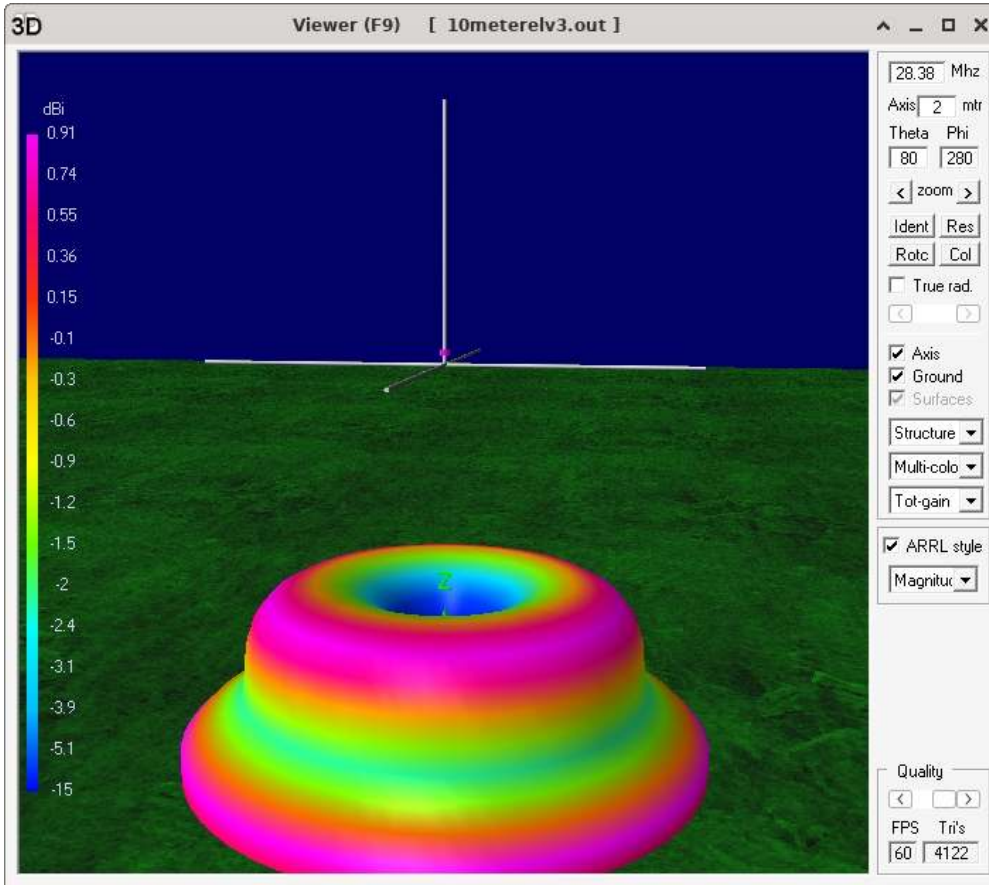 3D Viewer (F9) [ 10meterelv3.out ]
dBi
0.91
0.74
0.55
0.36
0.15
-0.1
-0.3
-0.6
-0.9
-1.2
-1.5
-2
-2.4
-3.1
-3.9
-5.1
-15
Z
28.38 Mhz
Axis 2 mtr
Theta Phi
80 280
< zoom >
Ident Res
Rotc Col
True rad.
< >
Axis
Ground
Surfaces
Structure
Multi-colo
Tot-gain
ARRL style
Magnituc
Quality
< >
FPS Tri's
60 4122